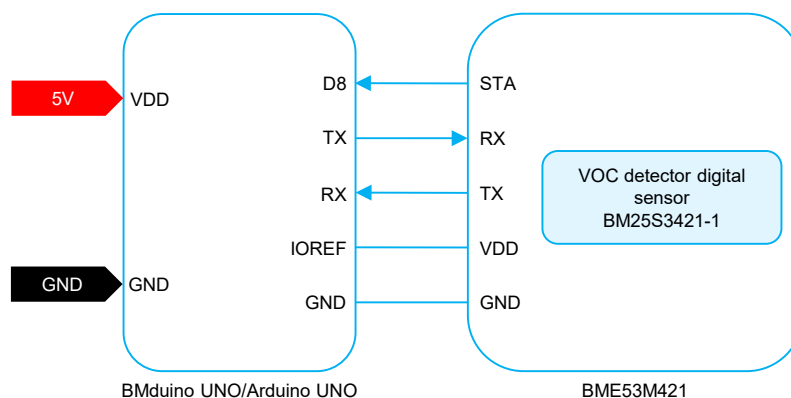 D8
STA
5V
VDD
TX
RX
VOC detector digital
sensor
BM25S3421-1
RX
TX
IOREF
VDD
GND
GND
GND
GND
BMduino UNO/Arduino UNO
BME53M421